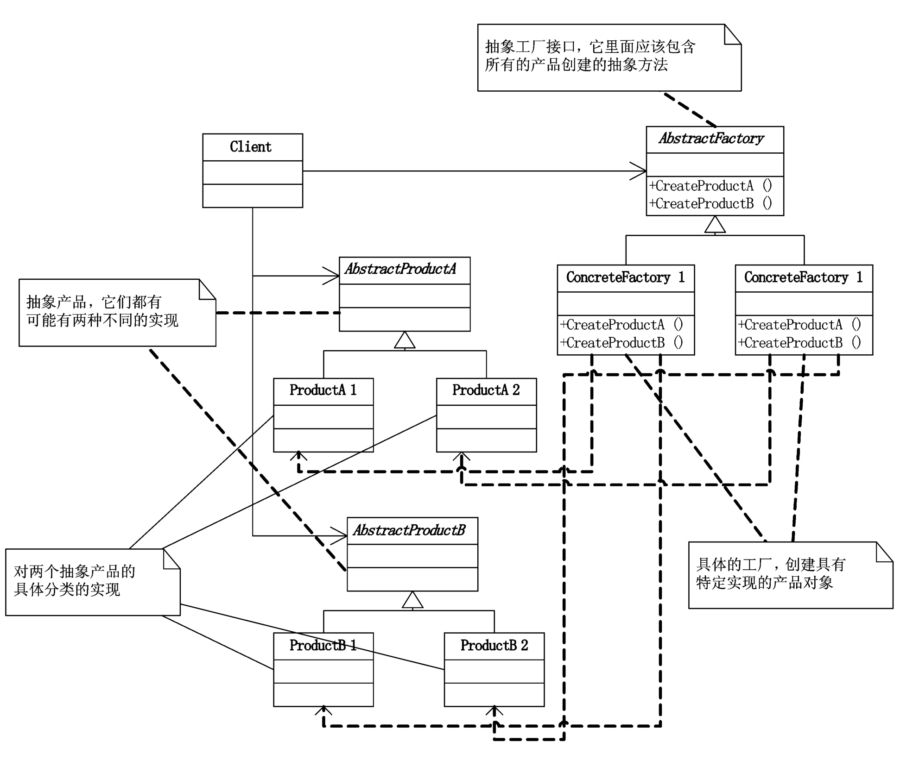 抽象工厂接口，它里面应该包含
所有的产品创建的抽象方法
Client
AbstractFactory
+CreateProductA ()
+CreateProductB ()
AbstractProductA
抽象产品，它们都有
可能有两种不同的实现
ConcreteFactory 1
+CreateProductA ()
+CreateProductB ()
ConcreteFactory 1
+CreateProductA ()
+CreateProductB ()
ProductA 1
ProductA 2
AbstractProductB
对两个抽象产品的
具体分类的实现
具体的工厂，创建具有
特定实现的产品对象
ProductB 1
ProductB 2